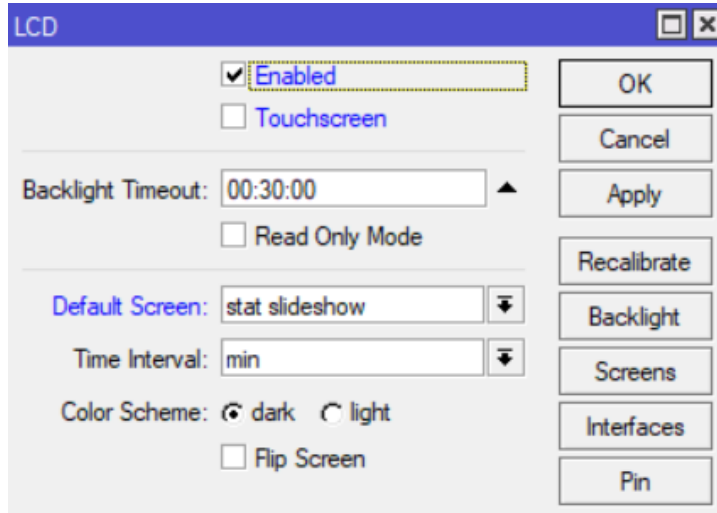 LCD
Enabled
OK
Touchscreen
Cancel
Backlight Timeout: 00:30:00
Apply
Read Only Mode
Recalibrate
Default Screen: stat slideshow
Backlight
Time Interval: min
Screens
Color Scheme: dark light
Interfaces
Flip Screen
Pin